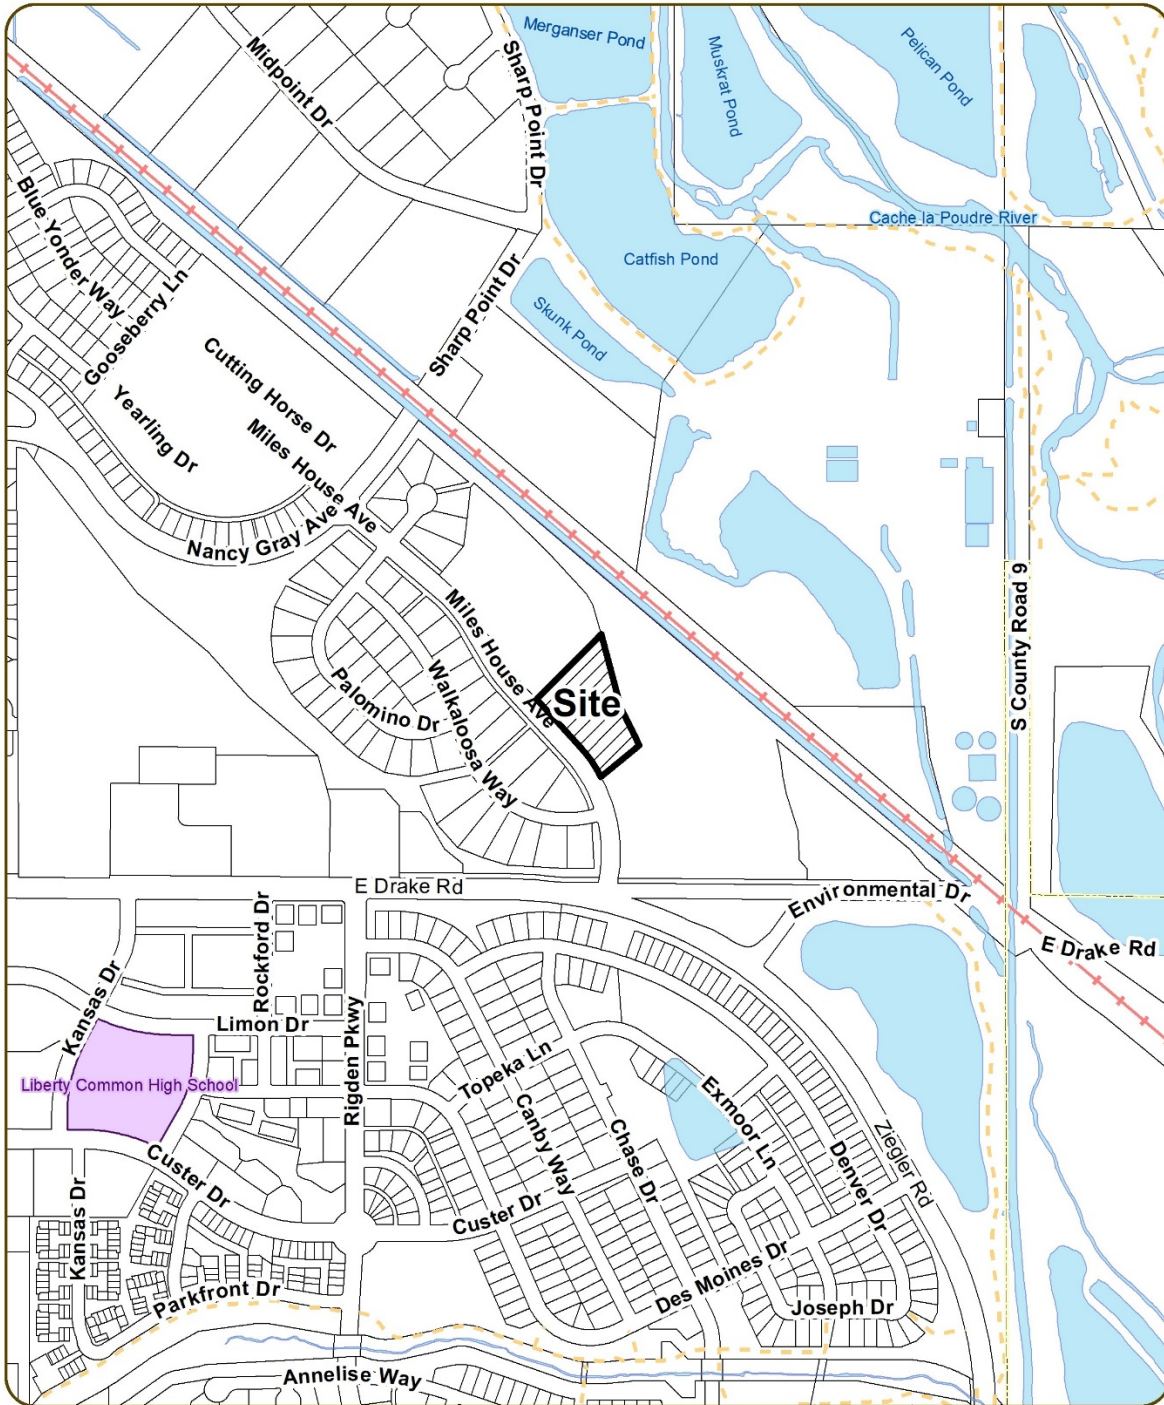 Merganser Pond
Muskrat Pond
Pelican Pond
Midpoint Dr
Sharp Point Dr
Cache la Poudre River
Catfish Pond
Blue Yonder Way
Gooseberry Ln
Sharp Point Dr
Skunk Pond
Cutting Horse Dr
Yearling Dr
Miles House Ave
Nancy Gray Ave
S County Road 9
Miles House Ave
Walkaloosa Way
Palomino Dr
Site
E Drake Rd
Environmental Dr
E Drake Rd
Rockford Dr
Kansas Dr
Limon Dr
Rigden Pkwy
Topeka Ln
Liberty Common High School
Canby Way
Exmoor Ln
Chase Dr
Denver Dr
Ziegler Rd
Custer Dr
Kansas Dr
Custer Dr
Des Moines Dr
Parkfront Dr
Joseph Dr
Annelise Way